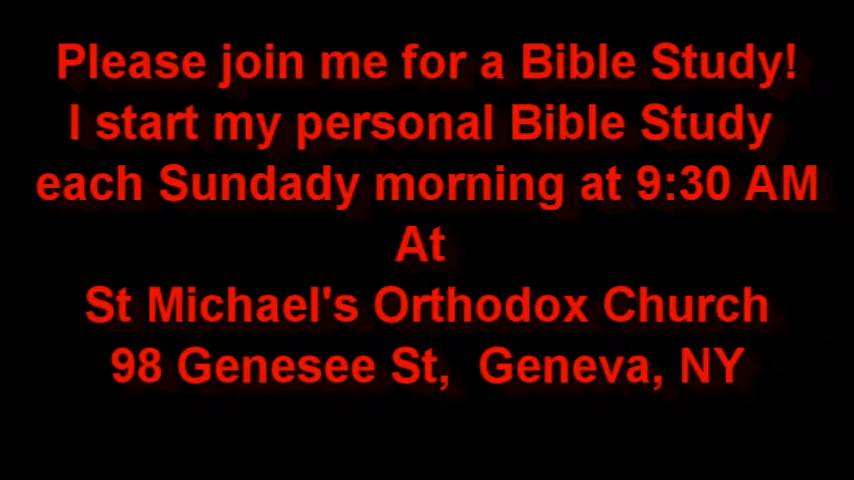 Please join me for a Bible Study!
I start my personal Bible Study
each Sundady morning at 9:30 AM
At
St Michael's Orthodox Church
98 Genesee St,  Geneva, NY